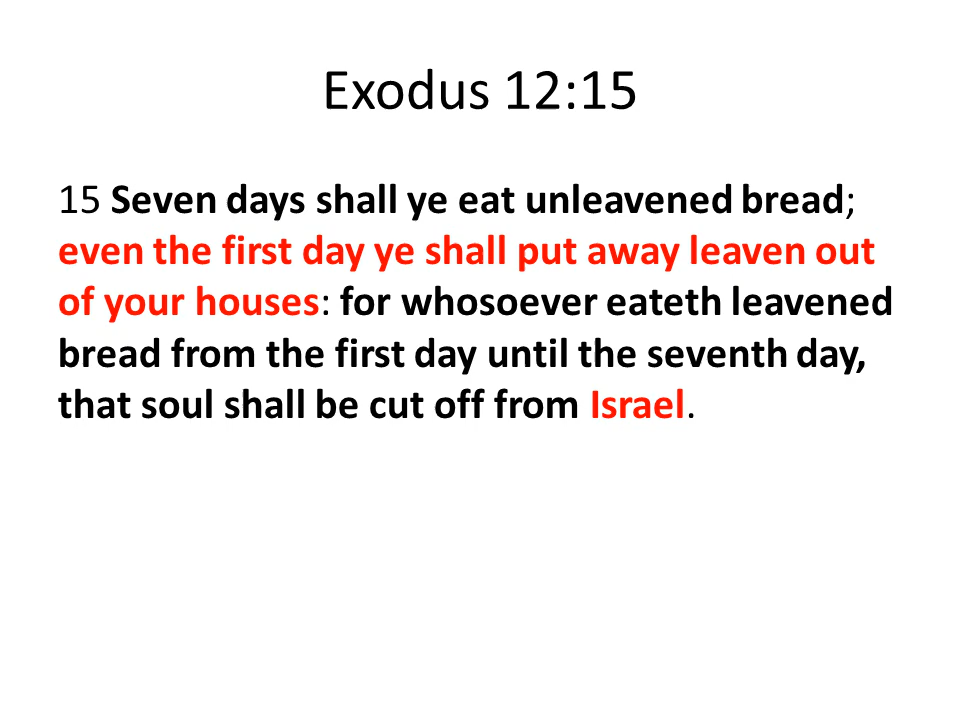 Exodus 12:15
15 Seven days shall ye eat unleavened bread;
even the first day ye shall put away leaven out
of your houses: for whosoever eateth leavened
bread from the first day until the seventh day,
that soul shall be cut off from Israel.